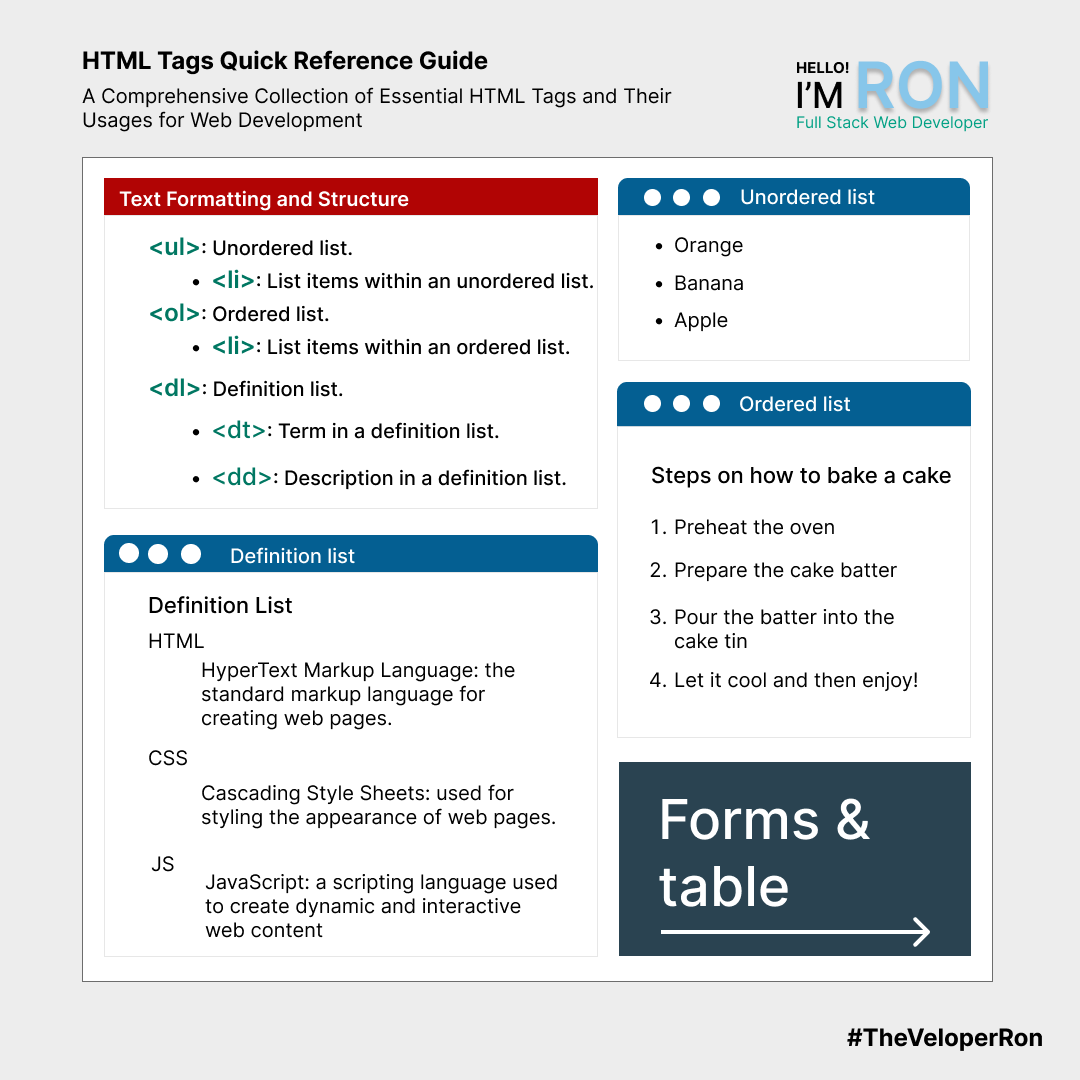 HTML Tags Quick Reference Guide
A Comprehensive Collection of Essential HTML Tags and Their
Usages for Web Development
HELLO!
I'M RON
Full Stack Web Developer
Text Formatting and Structure
<ul>: Unordered list.
• <li>: List items within an unordered list.
<ol>: Ordered list.
• <li>: List items within an ordered list.
<dl>: Definition list.
• <dt>: Term in a definition list.
• <dd>: Description in a definition list.
Definition list
Definition List
HTML
HyperText Markup Language: the
standard markup language for
creating web pages.
CSS
Cascading Style Sheets: used for
styling the appearance of web pages.
JS
JavaScript: a scripting language used
to create dynamic and interactive
web content
Unordered list
• Orange
• Banana
• Apple
Ordered list
Steps on how to bake a cake
1. Preheat the oven
2. Prepare the cake batter
3. Pour the batter into the
cake tin
4. Let it cool and then enjoy!
Forms &
table
#TheVeloperRon